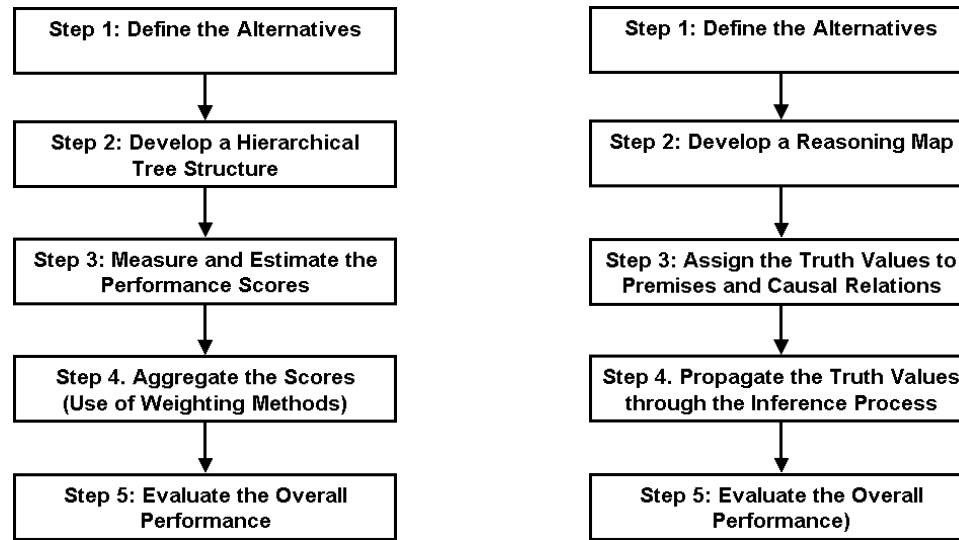 Step 1: Define the Alternatives
Step 2: Develop a Hierarchical
Tree Structure
Step 3: Measure and Estimate the
Performance Scores
Step 4. Aggregate the Scores
(Use of Weighting Methods)
Step 5: Evaluate the Overall
Performance
Step 1: Define the Alternatives
Step 2: Develop a Reasoning Map
Step 3: Assign the Truth Values to
Premises and Causal Relations
Step 4. Propagate the Truth Values
through the Inference Process
Step 5: Evaluate the Overall
Performance)